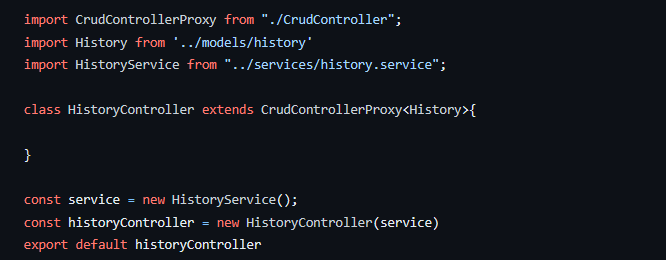 import CrudControllerProxy from "./CrudController";
import History from '../models/history'
import HistoryService from "../services/history.service";
class HistoryController extends CrudControllerProxy<History>{
}
const service = new HistoryService();
const historyController = new HistoryController(service)
export default historyController